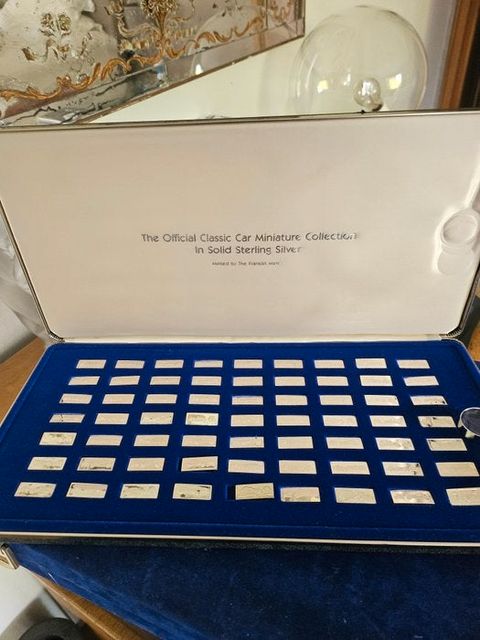 The Official Classic Car Miniature Collection
In Solid Sterling Silver
Minted by The Franklin Mint